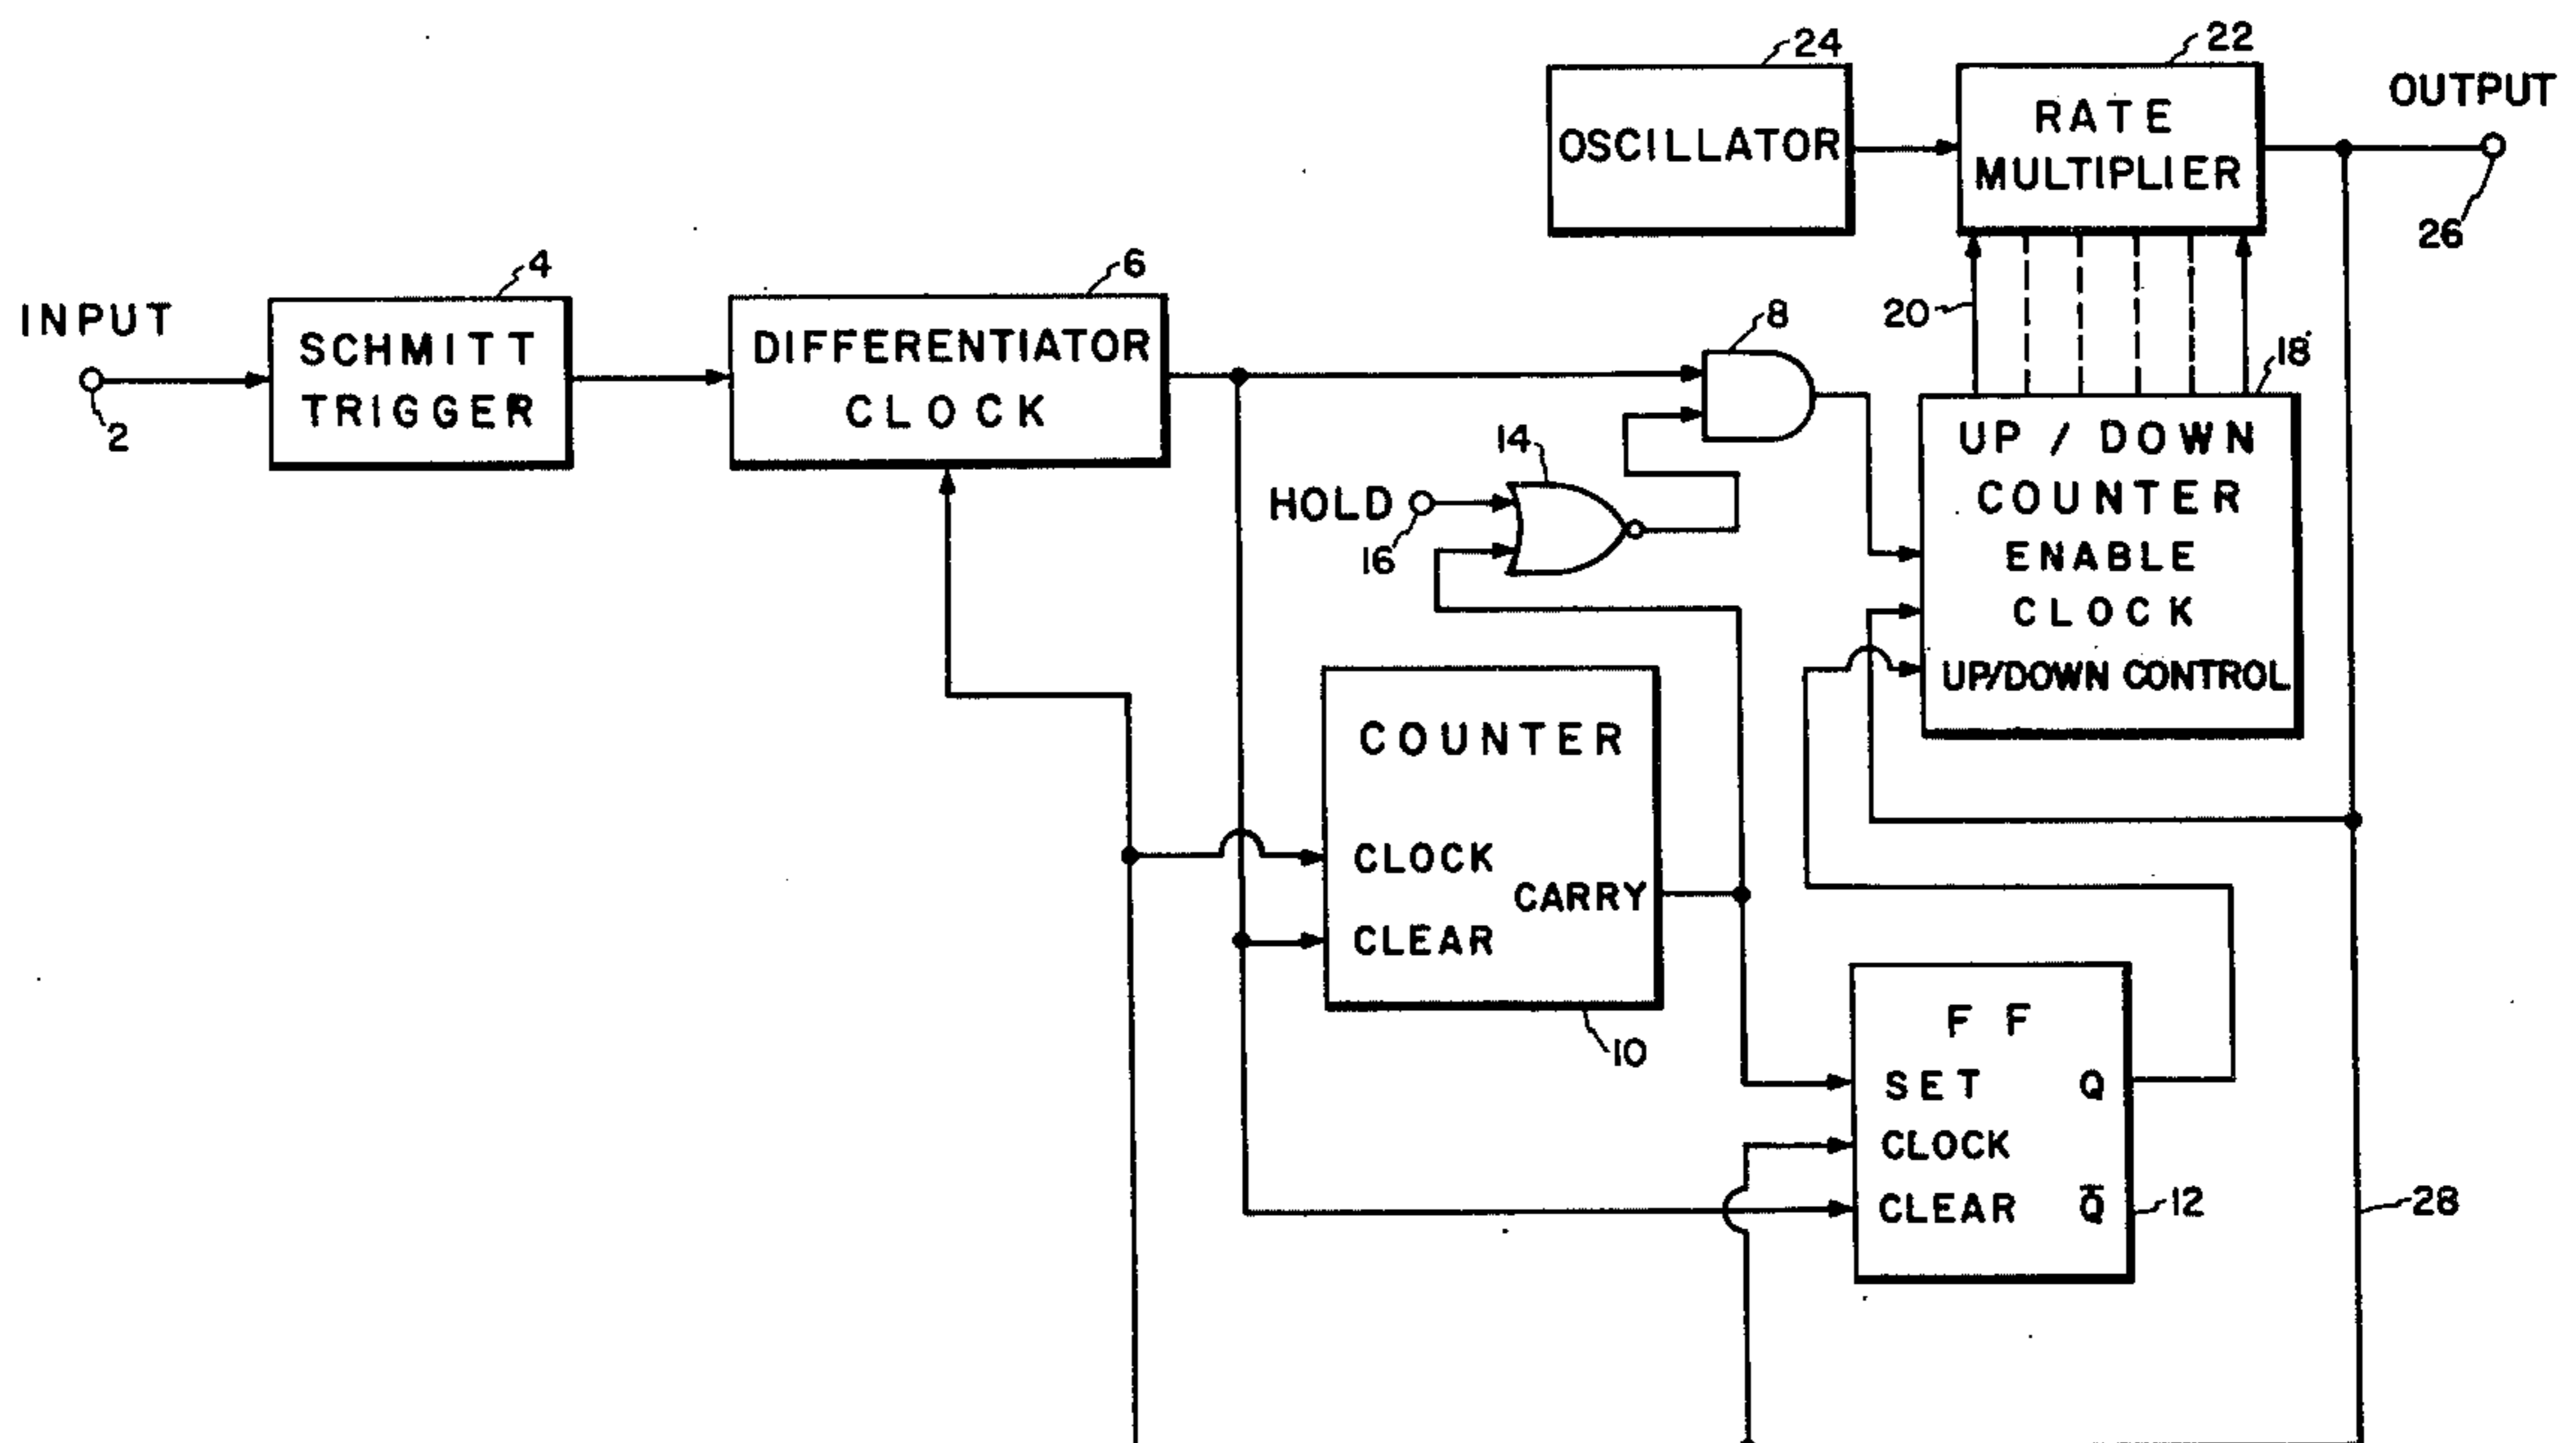 24
22
OUTPUT
OSCILLATOR
RATE
MULTIPLIER
26
INPUT
2
4
SCHMITT
TRIGGER
6
DIFFERENTIATOR
CLOCK
8
20
18
14
HOLD
16
UP / DOWN
COUNTER
ENABLE
CLOCK
UP/DOWN CONTROL
COUNTER
CLOCK
CARRY
CLEAR
10
F F
SET Q
CLOCK
CLEAR Q̅
12
28